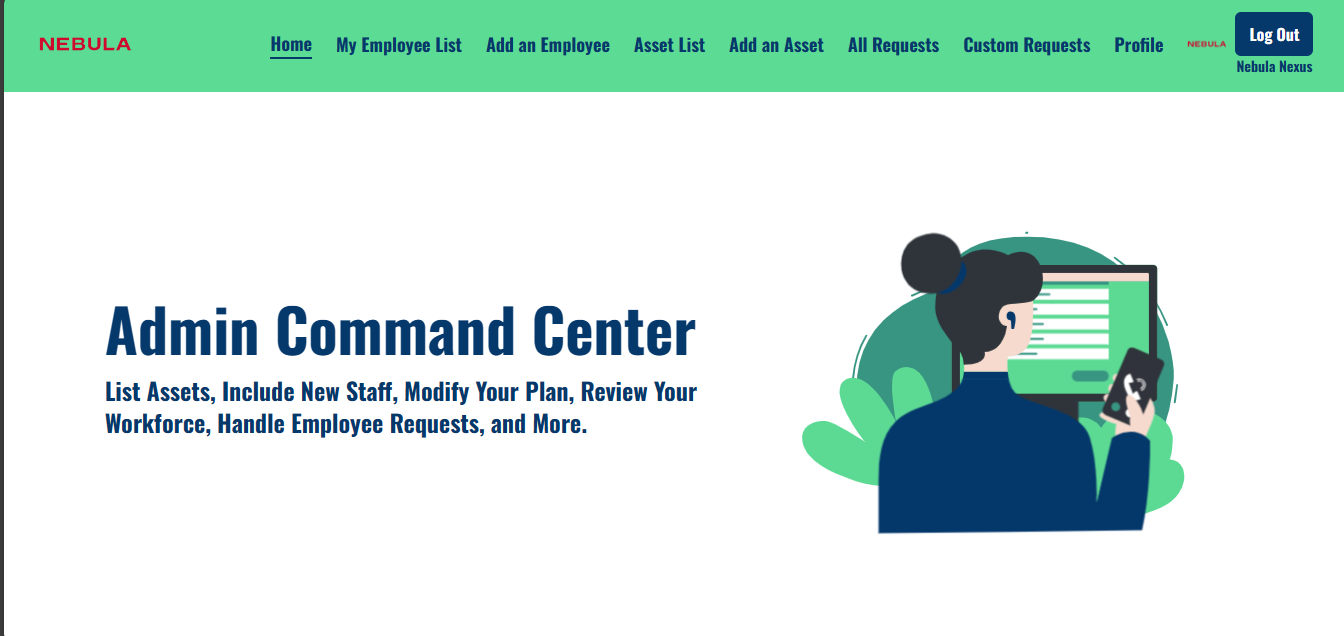 NEBULA
Home My Employee List Add an Employee Asset List Add an Asset All Requests Custom Requests Profile NEBULA Log Out
Nebula Nexus
Admin Command Center
List Assets, Include New Staff, Modify Your Plan, Review Your
Workforce, Handle Employee Requests, and More.